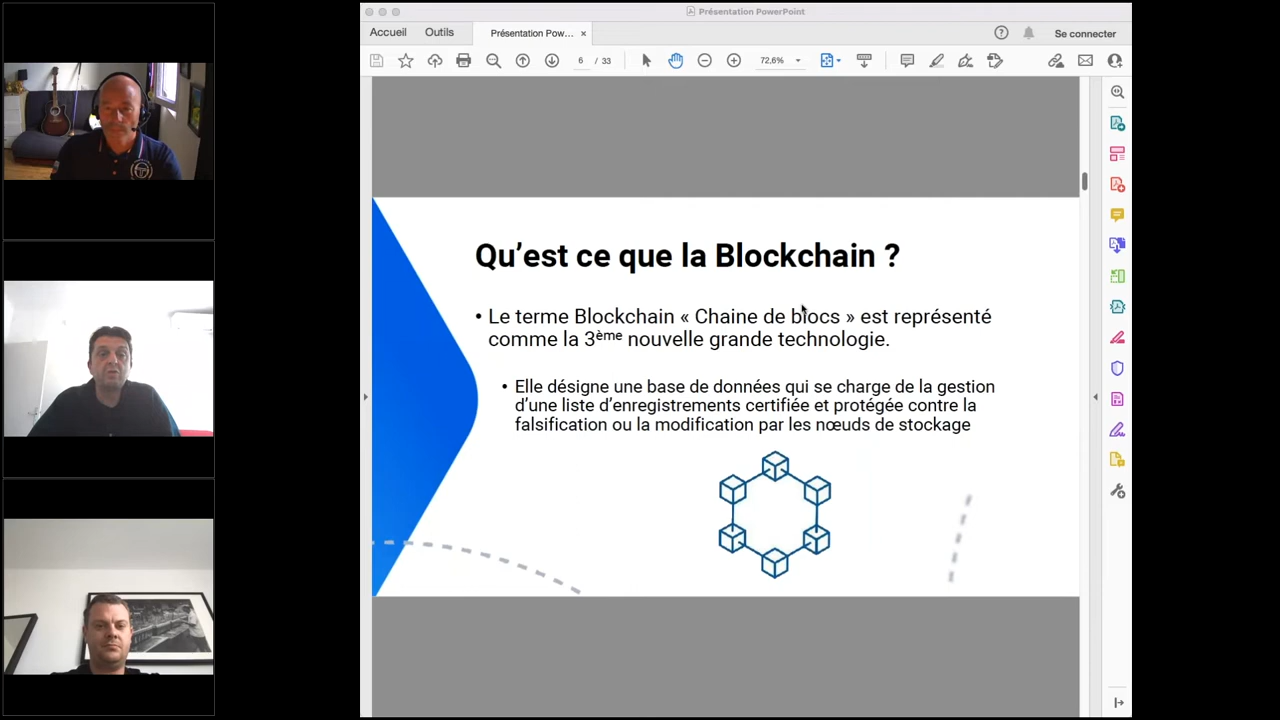 Présentation PowerPoint
Accueil
Outils
Présentation Pow...
Se connecter
6 / 33
72,6%
Qu’est ce que la Blockchain ?
• Le terme Blockchain « Chaine de blocs » est représenté
comme la 3ème nouvelle grande technologie.
• Elle désigne une base de données qui se charge de la gestion
d’une liste d’enregistrements certifiée et protégée contre la
falsification ou la modification par les nœuds de stockage